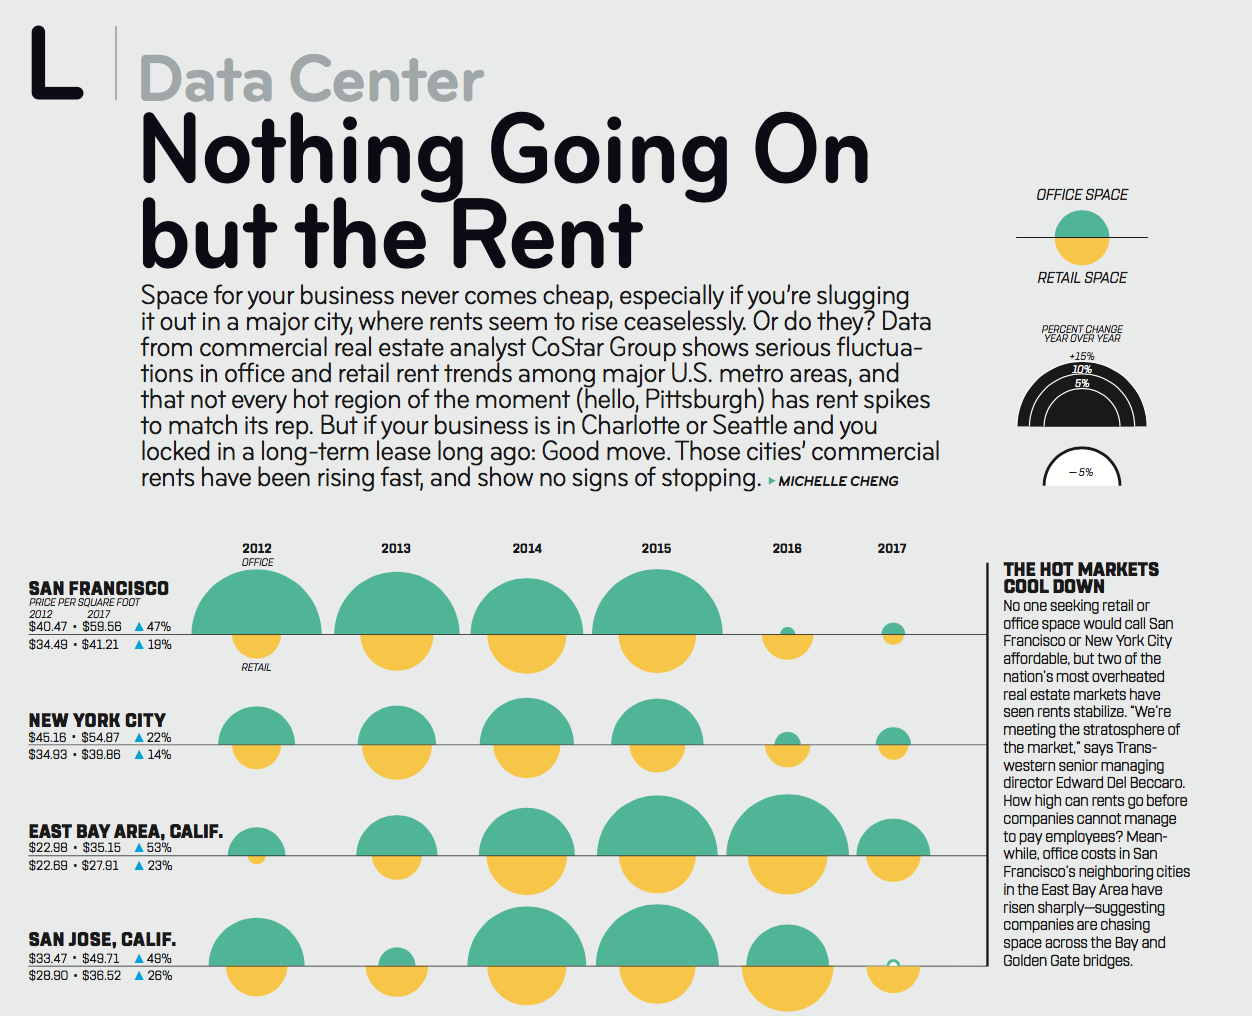 L
Data Center
Nothing Going On
but the Rent
Space for your business never comes cheap, especially if you're slugging
it out in a major city, where rents seem to rise ceaselessly. Or do they? Data
from commercial real estate analyst CoStar Group shows serious fluctua-
tions in office and retail rent trends among major U.S. metro areas, and
that not every hot region of the moment (hello, Pittsburgh) has rent spikes
to match its rep. But if your business is in Charlotte or Seattle and you
locked in a long-term lease long ago: Good move. Those cities' commercial
rents have been rising fast, and show no signs of stopping. ▸MICHELLE CHENG
OFFICE SPACE
RETAIL SPACE
PERCENT CHANGE
YEAR OVER YEAR
+15%
10%
5%
–5%
2012 2013 2014 2015 2016 2017
OFFICE
SAN FRANCISCO
PRICE PER SQUARE FOOT
2012 2017
$40.47 • $59.56 ▲ 47%
$34.49 • $41.21 ▲ 19%
RETAIL
NEW YORK CITY
$45.16 • $54.87 ▲ 22%
$34.93 • $39.86 ▲ 14%
EAST BAY AREA, CALIF.
$22.98 • $35.15 ▲ 53%
$22.69 • $27.91 ▲ 23%
SAN JOSE, CALIF.
$33.47 • $49.71 ▲ 49%
$28.90 • $36.52 ▲ 26%
THE HOT MARKETS
COOL DOWN
No one seeking retail or
office space would call San
Francisco or New York City
affordable, but two of the
nation's most overheated
real estate markets have
seen rents stabilize. "We're
meeting the stratosphere of
the market," says Trans-
western senior managing
director Edward Del Beccaro.
How high can rents go before
companies cannot manage
to pay employees? Mean-
while, office costs in San
Francisco's neighboring cities
in the East Bay Area have
risen sharply—suggesting
companies are chasing
space across the Bay and
Golden Gate bridges.